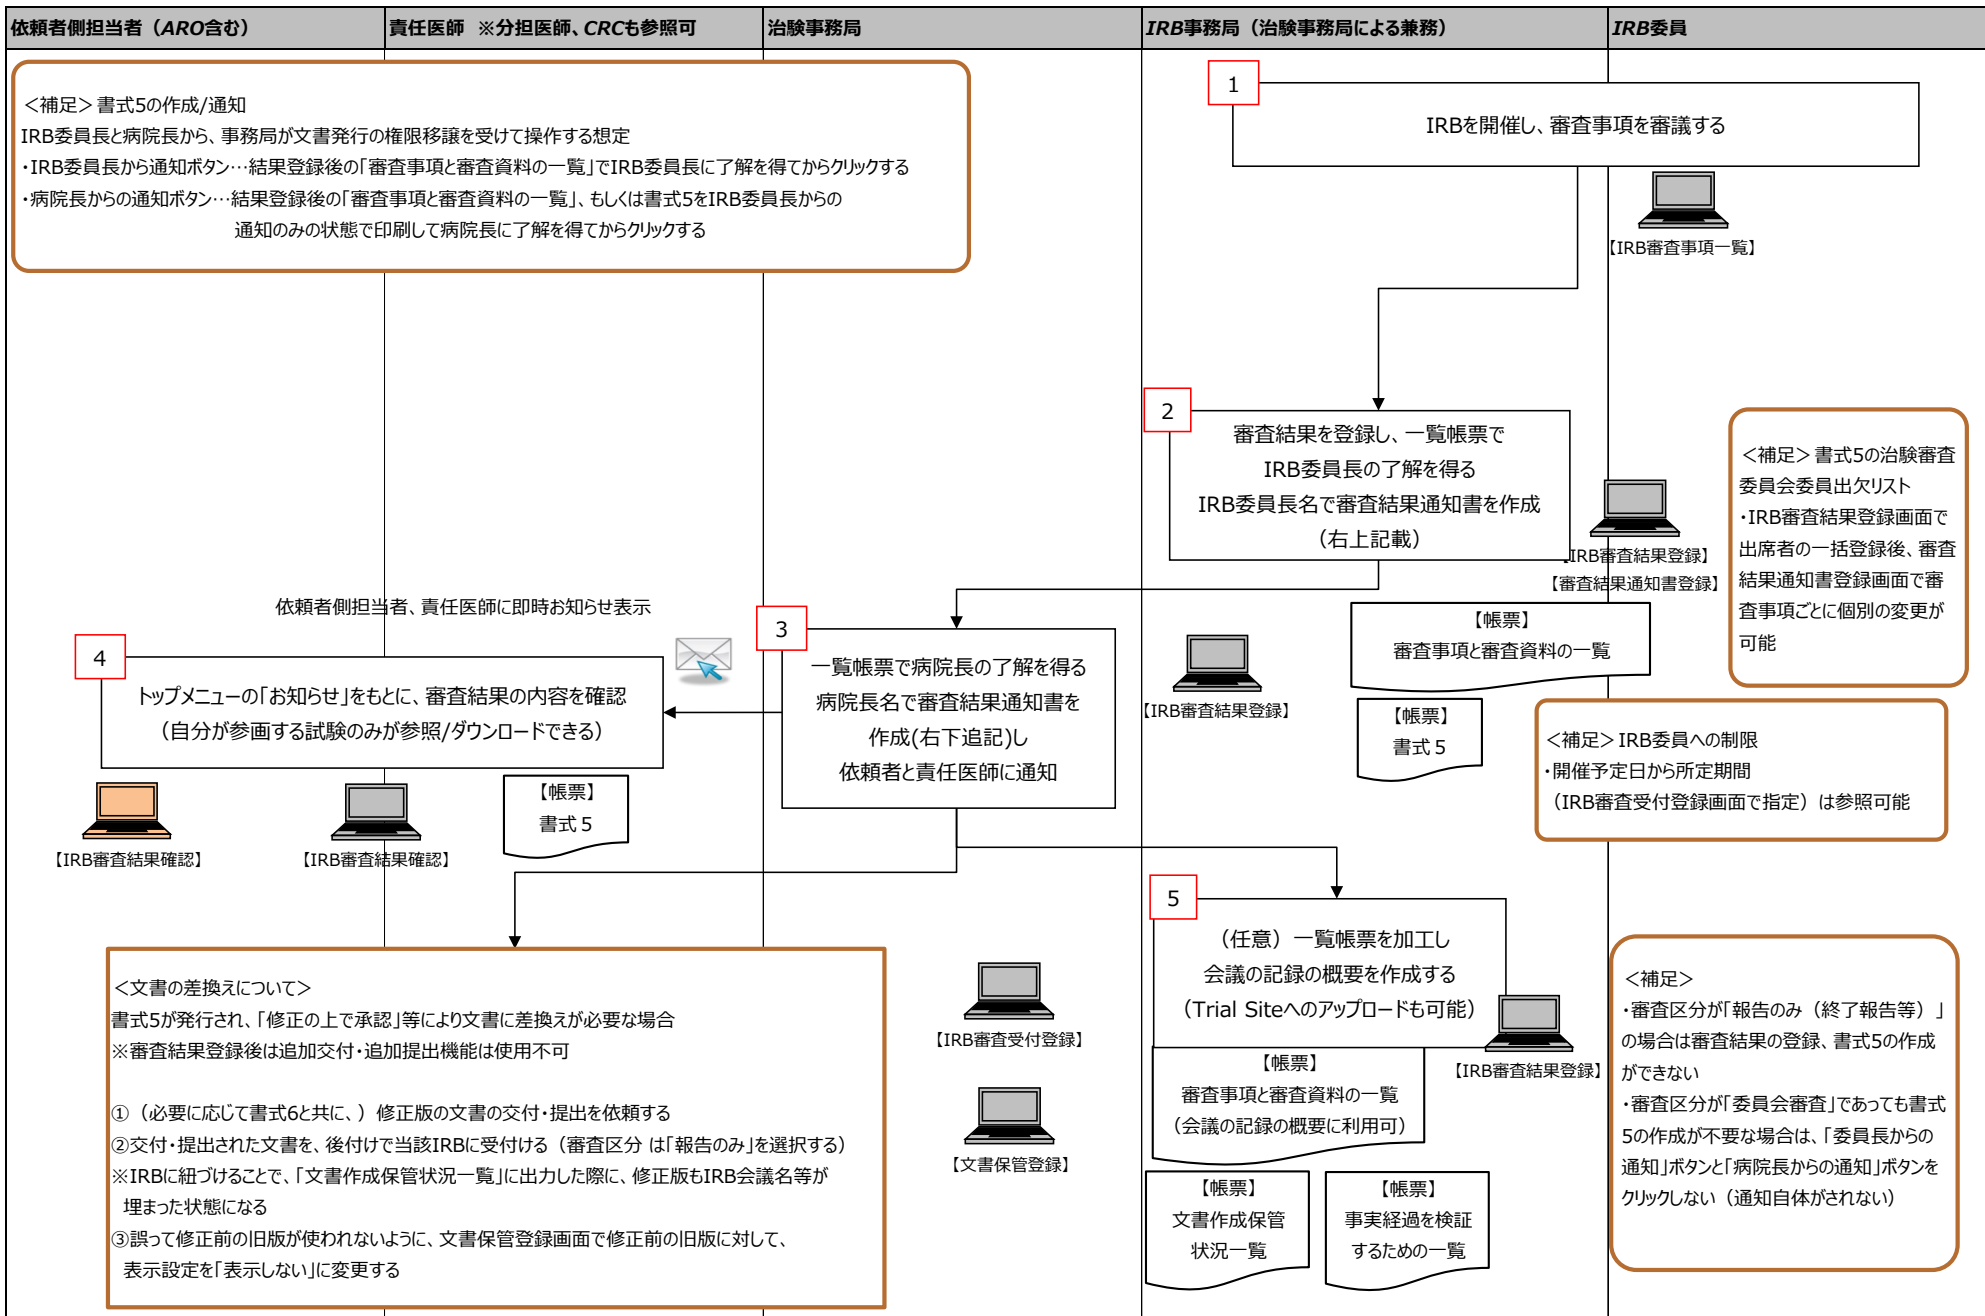 依頼者側担当者（ARO含む）
責任医師　※分担医師、CRCも参照可
治験事務局
IRB事務局（治験事務局による兼務）
IRB委員
＜補足＞書式5の作成/通知
IRB委員長と病院長から、事務局が文書発行の権限移譲を受けて操作する想定
・IRB委員長から通知ボタン…結果登録後の「審査事項と審査資料の一覧」でIRB委員長に了解を得てからクリックする
・病院長からの通知ボタン…結果登録後の「審査事項と審査資料の一覧」、もしくは書式5をIRB委員長からの
通知のみの状態で印刷して病院長に了解を得てからクリックする
1
IRBを開催し、審査事項を審議する
【IRB審査事項一覧】
2
審査結果を登録し、一覧帳票で
IRB委員長の了解を得る
IRB委員長名で審査結果通知書を作成
（右上記載）
【IRB審査結果登録】
【審査結果通知書登録】
＜補足＞書式5の治験審査
委員会委員出欠リスト
・IRB審査結果登録画面で
出席者の一括登録後、審査
結果通知書登録画面で審
査事項ごとに個別の変更が
可能
【帳票】
審査事項と審査資料の一覧
【帳票】
書式５
依頼者側担当者、責任医師に即時お知らせ表示
3
一覧帳票で病院長の了解を得る
病院長名で審査結果通知書を
作成(右下追記)し
依頼者と責任医師に通知
【IRB審査結果登録】
4
トップメニューの「お知らせ」をもとに、審査結果の内容を確認
（自分が参画する試験のみが参照/ダウンロードできる）
【IRB審査結果確認】
【IRB審査結果確認】
【帳票】
書式５
＜補足＞IRB委員への制限
・開催予定日から所定期間
（IRB審査受付登録画面で指定）は参照可能
5
（任意）一覧帳票を加工し
会議の記録の概要を作成する
（Trial Siteへのアップロードも可能）
【IRB審査結果登録】
【帳票】
審査事項と審査資料の一覧
（会議の記録の概要に利用可）
【帳票】
文書作成保管
状況一覧
【帳票】
事実経過を検証
するための一覧
＜文書の差換えについて＞
書式5が発行され、「修正の上で承認」等により文書に差換えが必要な場合
※審査結果登録後は追加交付・追加提出機能は使用不可
①（必要に応じて書式6と共に、）修正版の文書の交付・提出を依頼する
②交付・提出された文書を、後付けで当該IRBに受付ける（審査区分 は「報告のみ」を選択する）
※IRBに紐づけることで、「文書作成保管状況一覧」に出力した際に、修正版もIRB会議名等が
埋まった状態になる
③誤って修正前の旧版が使われないように、文書保管登録画面で修正前の旧版に対して、
表示設定を「表示しない」に変更する
【IRB審査受付登録】
【文書保管登録】
＜補足＞
・審査区分が「報告のみ（終了報告等）」
の場合は審査結果の登録、書式5の作成
ができない
・審査区分が「委員会審査」であっても書式
5の作成が不要な場合は、「委員長からの
通知」ボタンと「病院長からの通知」ボタンを
クリックしない（通知自体がされない）